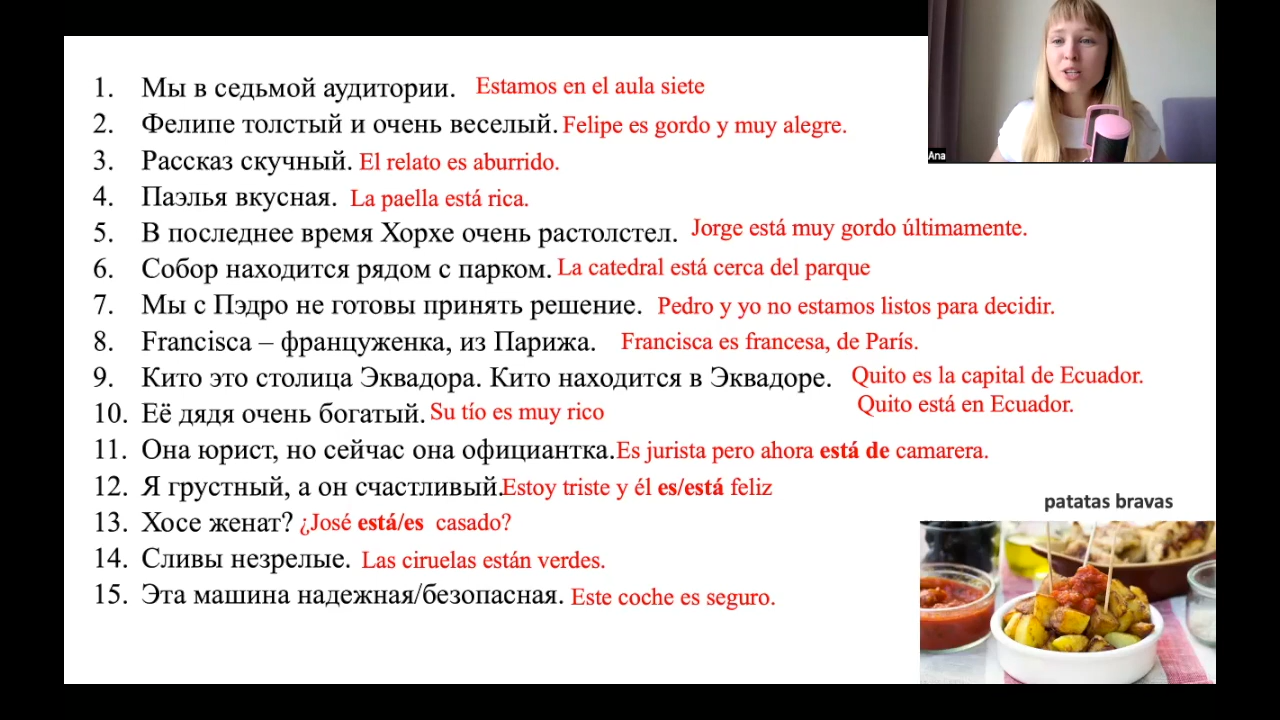 1. Мы в седьмой аудитории. Estamos en el aula siete
2. Фелипе толстый и очень веселый. Felipe es gordo y muy alegre.
3. Рассказ скучный. El relato es aburrido.
4. Паэлья вкусная. La paella está rica.
5. В последнее время Хорхе очень растолстел. Jorge está muy gordo últimamente.
6. Собор находится рядом с парком. La catedral está cerca del parque
7. Мы с Пэдро не готовы принять решение. Pedro y yo no estamos listos para decidir.
8. Francisca – француженка, из Парижа. Francisca es francesa, de París.
9. Кито это столица Эквадора. Кито находится в Эквадоре. Quito es la capital de Ecuador.
Quito está en Ecuador.
10. Её дядя очень богатый. Su tío es muy rico
11. Она юрист, но сейчас она официантка. Es jurista pero ahora está de camarera.
12. Я грустный, а он счастливый. Estoy triste y él es/está feliz
13. Хосе женат? ¿José está/es casado?
14. Сливы незрелые. Las ciruelas están verdes.
15. Эта машина надежная/безопасная. Este coche es seguro.
Ana
patatas bravas